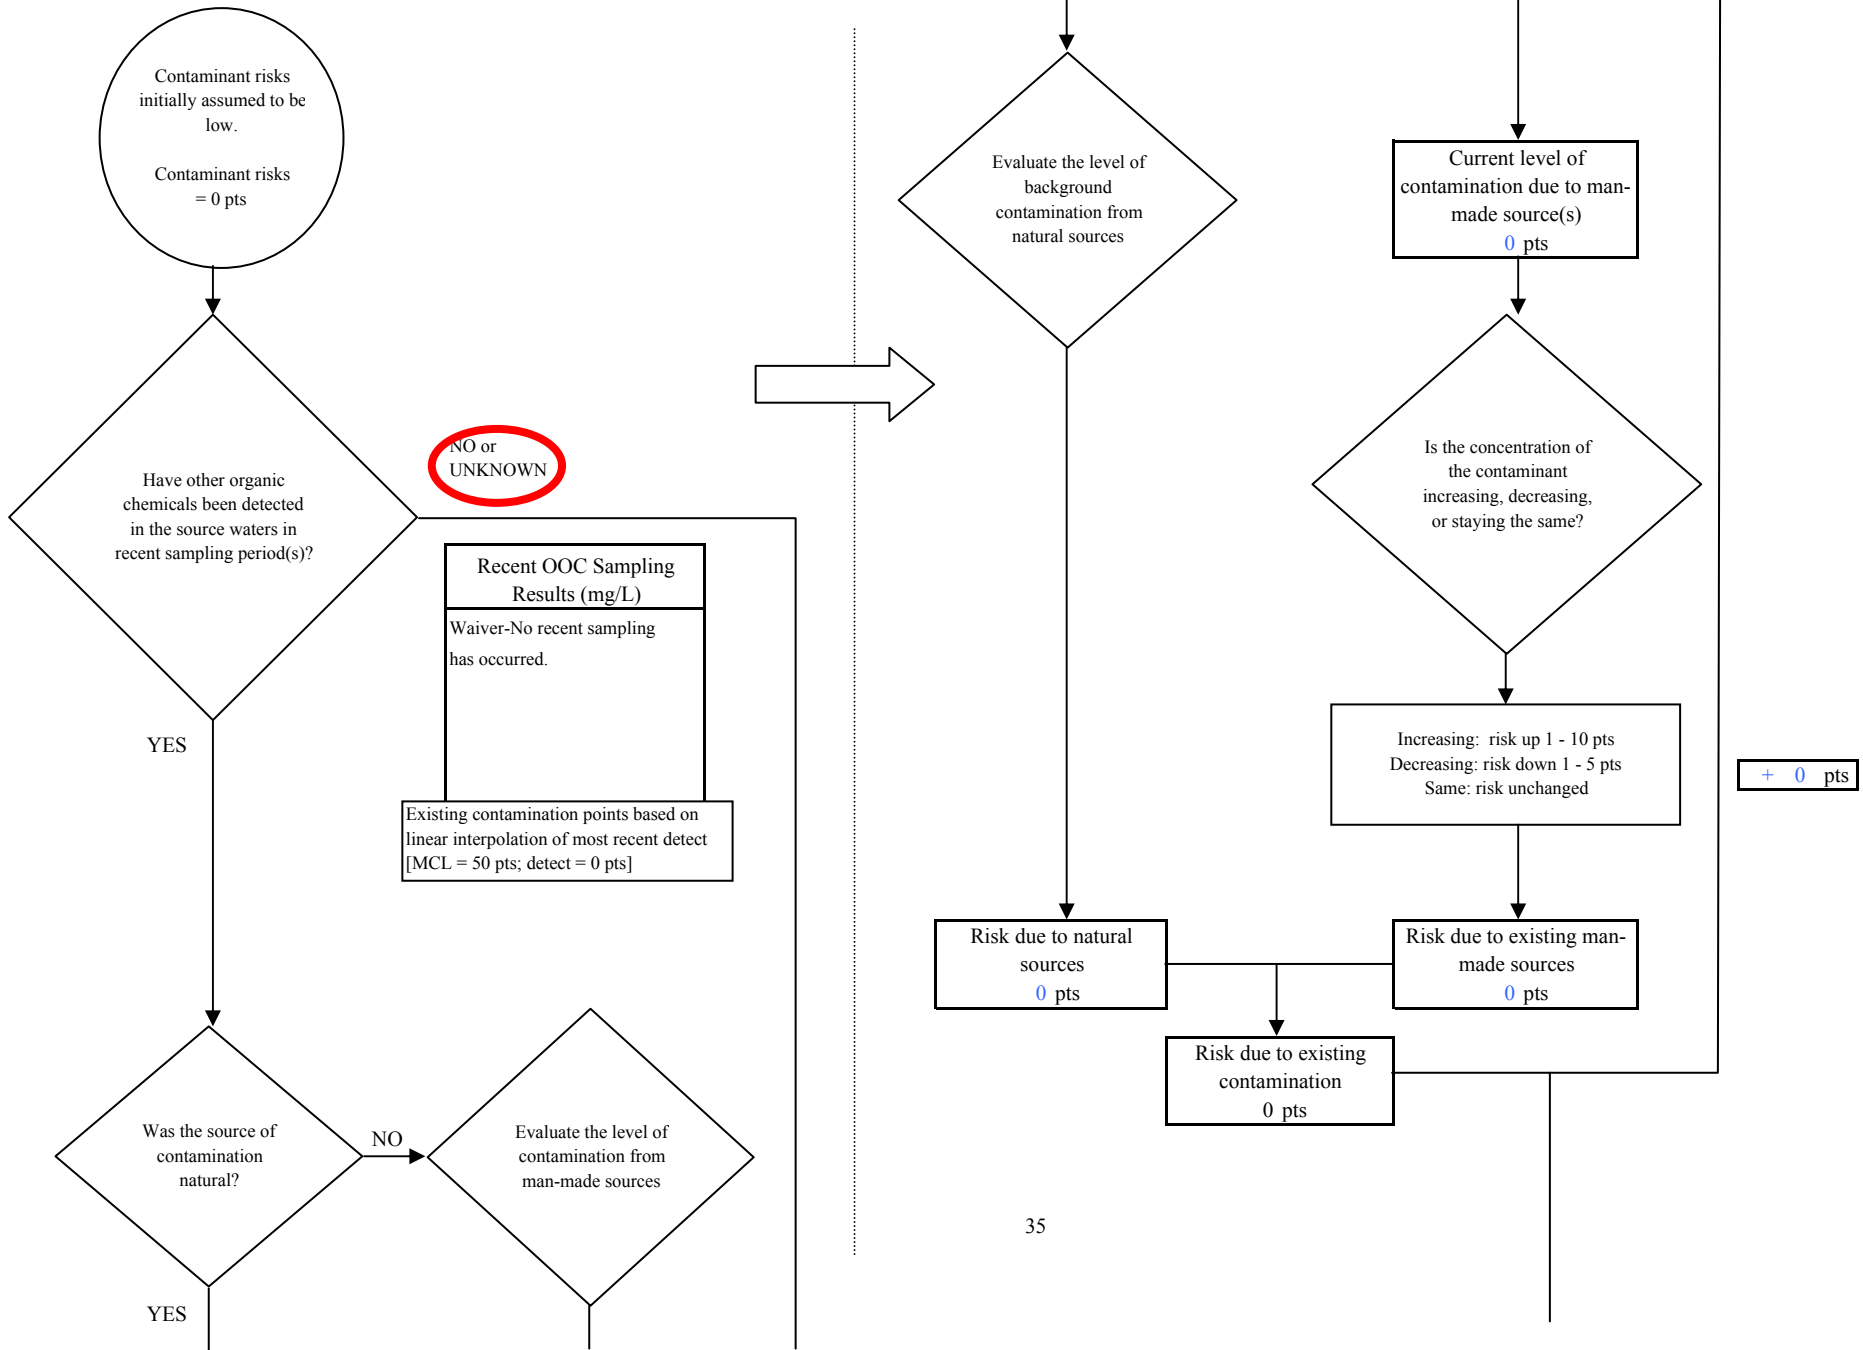 Contaminant risks
initially assumed to be
low.
Contaminant risks
= 0 pts
Have other organic
chemicals been detected
in the source waters in
recent sampling period(s)?
NO or
UNKNOWN
Recent OOC Sampling
Results (mg/L)
Waiver-No recent sampling
has occurred.
Existing contamination points based on
linear interpolation of most recent detect
[MCL = 50 pts; detect = 0 pts]
YES
Was the source of
contamination
natural?
NO
Evaluate the level of
contamination from
man-made sources
YES
Evaluate the level of
background
contamination from
natural sources
Current level of
contamination due to man-
made source(s)
0 pts
Is the concentration of
the contaminant
increasing, decreasing,
or staying the same?
Increasing: risk up 1 - 10 pts
Decreasing: risk down 1 - 5 pts
Same: risk unchanged
+ 0 pts
Risk due to natural
sources
0 pts
Risk due to existing man-
made sources
0 pts
Risk due to existing
contamination
0 pts
35